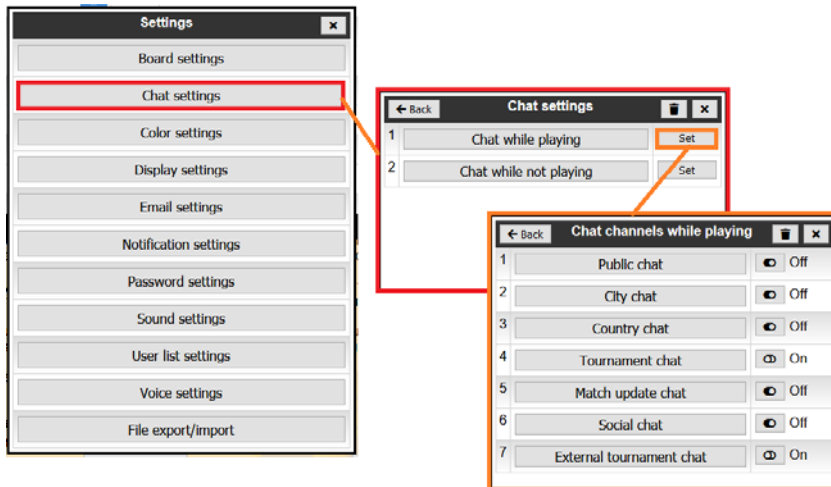 Settings
Board settings
Chat settings
Color settings
Display settings
Email settings
Notification settings
Password settings
Sound settings
User list settings
Voice settings
File export/import
Back Chat settings
1 Chat while playing Set
2 Chat while not playing Set
Back Chat channels while playing
1 Public chat Off
2 City chat Off
3 Country chat Off
4 Tournament chat On
5 Match update chat Off
6 Social chat Off
7 External tournament chat On